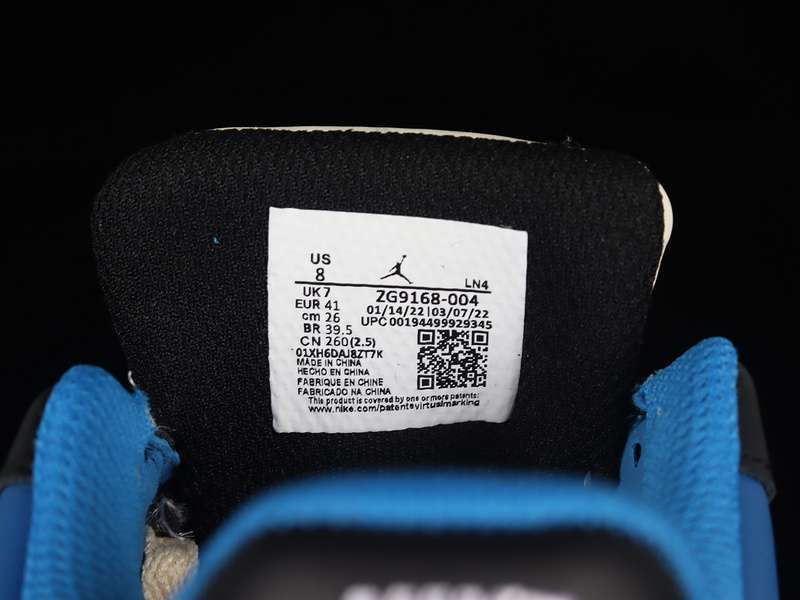 US
8
LN4
UK 7
ZG9168-004
EUR 41
01/14/22 | 03/07/22
cm 26
UPC 00194499929345
BR 39.5
CN 260(2.5)
01XH6DAJ8ZT7K
MADE IN CHINA
HECHO EN CHINA
FABRIQUE EN CHINE
FABRICADO NA CHINA
This product is covered by one or more patents:
www.nike.com/patentsvirtualmarking